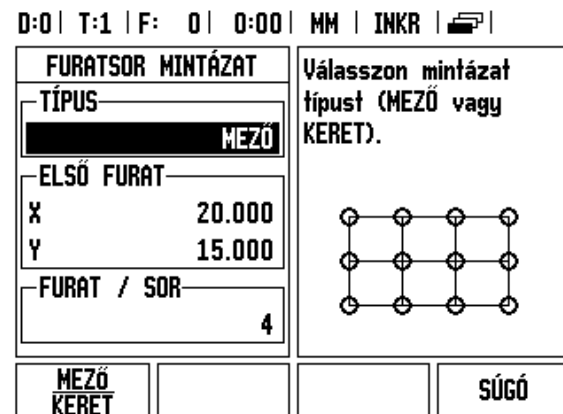 D:0 | T:1 | F: 0 | 0:00 | MM | INKR |
FURATSOR MINTÁZAT
TÍPUS
MEZŐ
ELSŐ FURAT
X 20.000
Y 15.000
FURAT / SOR
4
Válasszon mintázat
típust (MEZŐ vagy
KERET).
MEZŐ
KERET
SÚGÓ